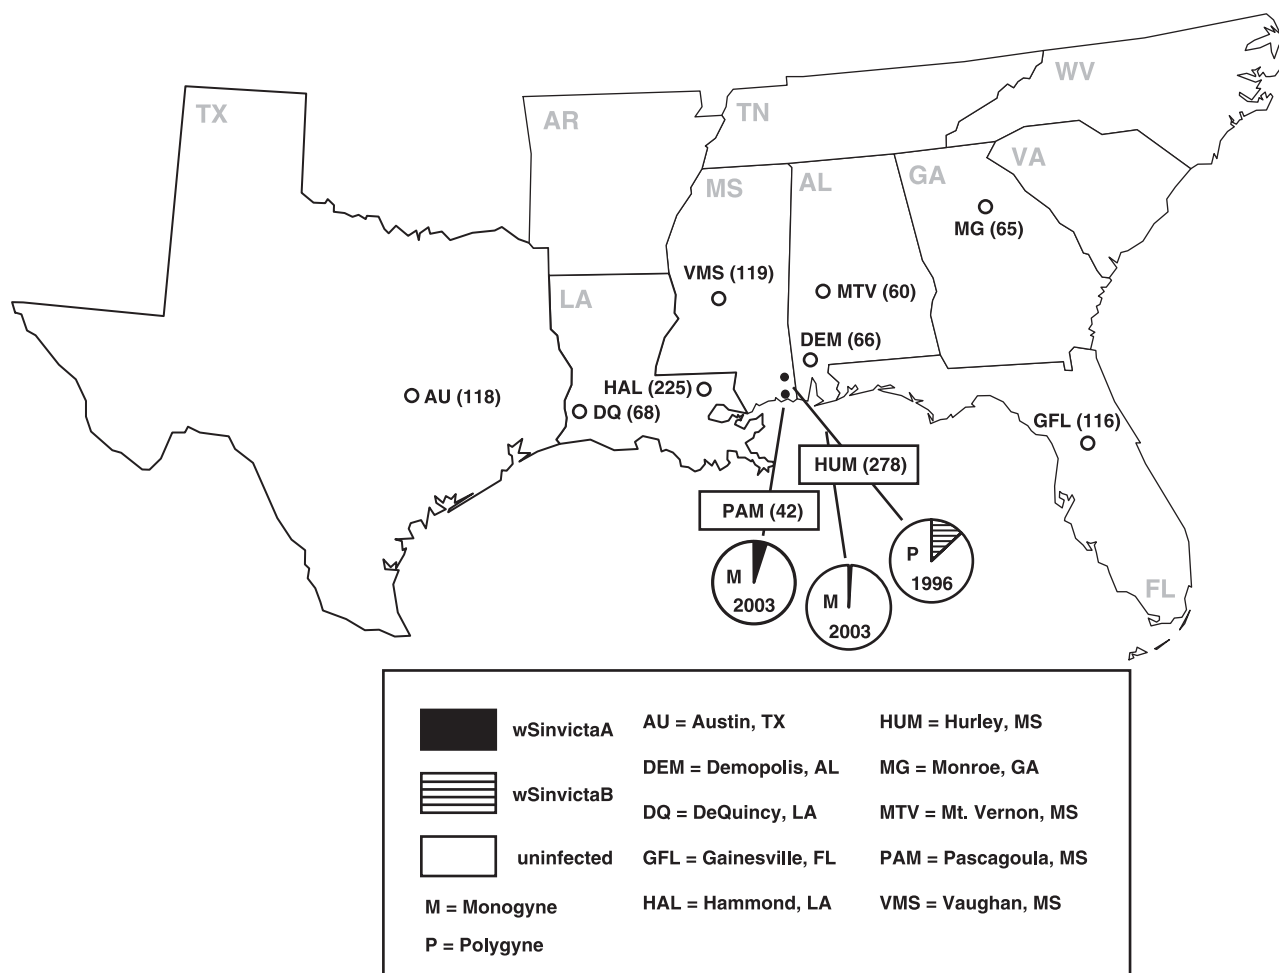 WV
TX
AR
TN
VA
MS
AL
GA
MG (65)
VMS (119)
LA
MTV (60)
DEM (66)
HAL (225)
AU (118)
DQ (68)
GFL (116)
HUM (278)
PAM (42)
P
1996
M
2003
M
2003
FL
wSinvictaA
wSinvictaB
uninfected
M = Monogyne
P = Polygyne
AU = Austin, TX
DEM = Demopolis, AL
DQ = DeQuincy, LA
GFL = Gainesville, FL
HAL = Hammond, LA
HUM = Hurley, MS
MG = Monroe, GA
MTV = Mt. Vernon, MS
PAM = Pascagoula, MS
VMS = Vaughan, MS